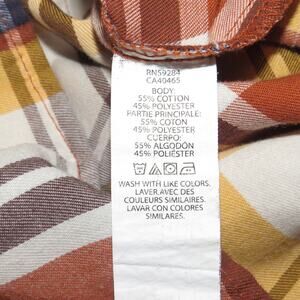 RN59284
CA40465
BODY:
55% COTTON
45% POLYESTER
PARTIE PRINCIPALE:
55% COTON
45% POLYESTER
CUERPO:
55% ALGODÓN
45% POLIÉSTER
WASH WITH LIKE COLORS.
LAVER AVEC DES
COULEURS SIMILAIRES.
LAVAR CON COLORES
SIMILARES.